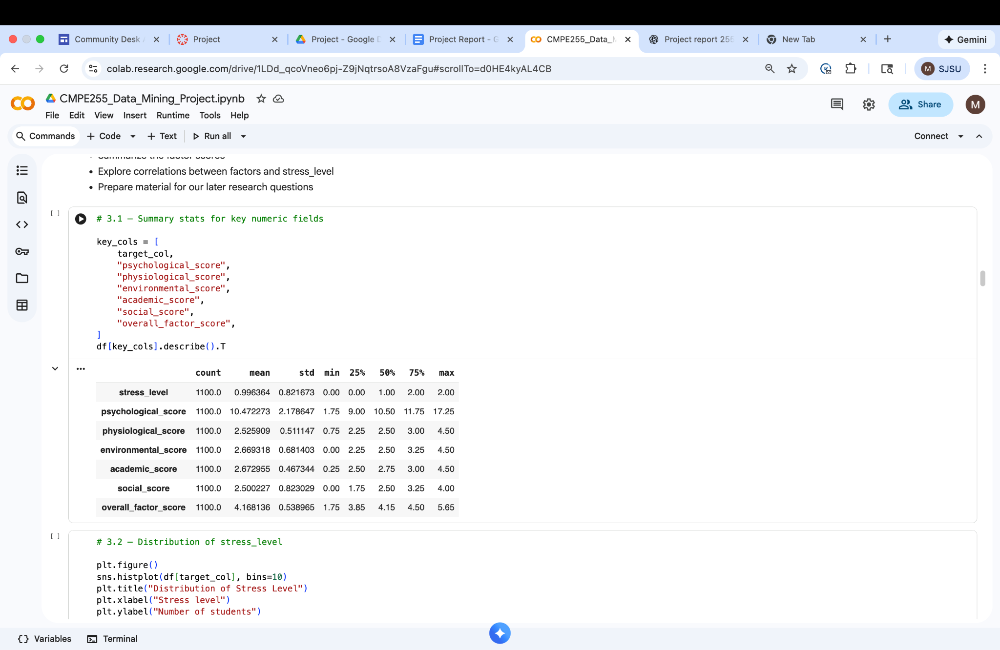 Community Desk
Project
Project - Google
Project Report -
CMPE255_Data_
Project report 255
New Tab
Gemini
colab.research.google.com/drive/1LDd_qcoVneo6pj-Z9jNqtrsoA8VzaFgu#scrollTo=d0HE4kyAL4CB
M SJSU
CMPE255_Data_Mining_Project.ipynb
File Edit View Insert Runtime Tools Help
Share
M
Commands + Code + Text Run all
Connect
• Summarize the factor scores
• Explore correlations between factors and stress_level
• Prepare material for our later research questions
[ ]
# 3.1 – Summary stats for key numeric fields
key_cols = [
    target_col,
    "psychological_score",
    "physiological_score",
    "environmental_score",
    "academic_score",
    "social_score",
    "overall_factor_score",
]
df[key_cols].describe().T
count mean std min 25% 50% 75% max
stress_level 1100.0 0.996364 0.821673 0.00 0.00 1.00 2.00 2.00
psychological_score 1100.0 10.472273 2.178647 1.75 9.00 10.50 11.75 17.25
physiological_score 1100.0 2.525909 0.511147 0.75 2.25 2.50 3.00 4.50
environmental_score 1100.0 2.669318 0.681403 0.00 2.25 2.50 3.25 4.50
academic_score 1100.0 2.672955 0.467344 0.25 2.50 2.75 3.00 4.50
social_score 1100.0 2.500227 0.823029 0.00 1.75 2.50 3.25 4.00
overall_factor_score 1100.0 4.168136 0.538965 1.75 3.85 4.15 4.50 5.65
[ ]
# 3.2 – Distribution of stress_level
plt.figure()
sns.histplot(df[target_col], bins=10)
plt.title("Distribution of Stress Level")
plt.xlabel("Stress level")
plt.ylabel("Number of students")
{} Variables
Terminal